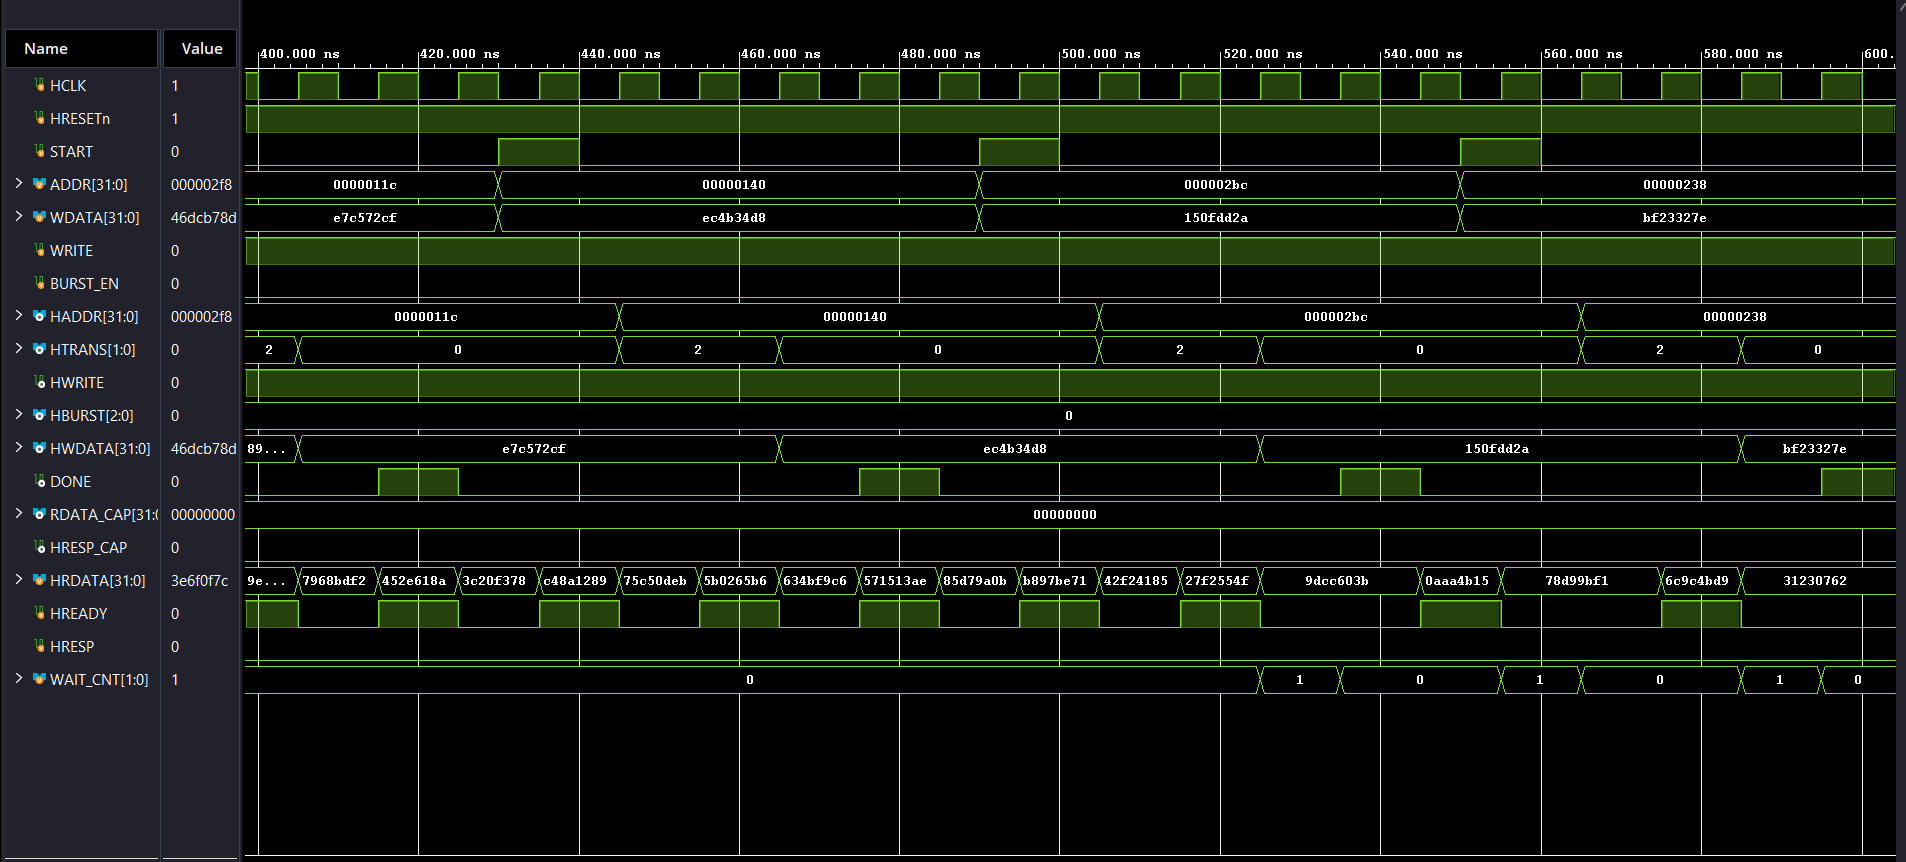 Name Value
400.000 ns 420.000 ns 440.000 ns 460.000 ns 480.000 ns 500.000 ns 520.000 ns 540.000 ns 560.000 ns 580.000 ns 600.
HCLK 1
HRESETn 1
START 0
ADDR[31:0] 000002f8 0000011c 00000140 000002bc 00000238
WDATA[31:0] 46dcb78d e7c572cf ec4b34d8 150fdd2a bf23327e
WRITE 0
BURST_EN 0
HADDR[31:0] 000002f8 0000011c 00000140 000002bc 00000238
HTRANS[1:0] 0 2 0 2 0 2 0 2 0
HWRITE 0
HBURST[2:0] 0 0
HWDATA[31:0] 46dcb78d 89... e7c572cf ec4b34d8 150fdd2a bf23327e
DONE 0
RDATA_CAP[31:( 00000000 00000000
HRESP_CAP 0
HRDATA[31:0] 3e6f0f7c 9e... 7968bdf2 452e618a 3c20f378 c48a1289 75c50deb 5b0265b6 634bf9c6 571513ae 85d79a0b b897be71 42f24185 27f2554f 9dcc603b 0aaa4b15 78d99bf1 6c9c4bd9 31230762
HREADY 0
HRESP 0
WAIT_CNT[1:0] 1 0 1 0 1 0 1 0